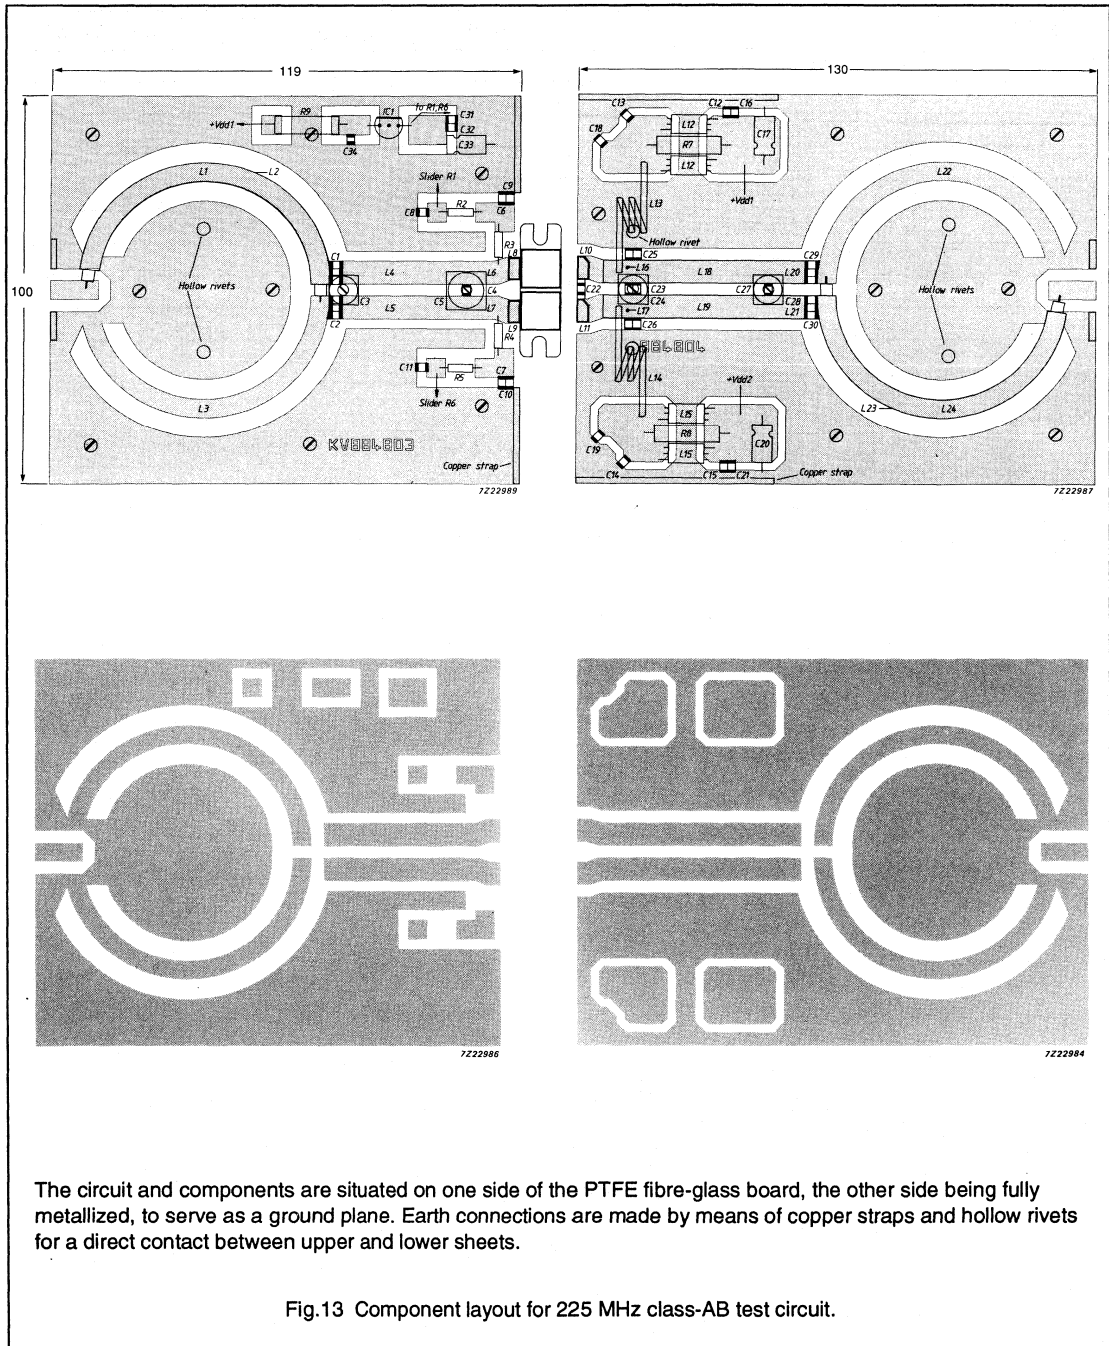 119
130
100
+Vdd1
R9
IC1
to R1,R6
C31
C32
C33
C34
L1
L2
Slider R1
C9
C8
R2
C6
R3
L8
C1
L4
L6
Hollow rivets
C3
C5
C4
L5
L7
C2
L9
R4
C11
R5
C7
C10
Slider R6
L3
KV884803
Copper strap
7Z22989
C13
C12
C16
C18
L12
R7
C17
L12
L13
+Vdd1
L22
Hollow rivet
L10
C25
C29
L16
L18
L20
C22
C23
C27
Hollow rivets
C24
C28
L17
L19
L21
L11
C26
C30
884804
L14
+Vdd2
L23
L24
L15
R8
C20
C19
L15
C14
C15
C21
Copper strap
7Z22987
7Z22986
7Z22984
The circuit and components are situated on one side of the PTFE fibre-glass board, the other side being fully
metallized, to serve as a ground plane. Earth connections are made by means of copper straps and hollow rivets
for a direct contact between upper and lower sheets.
Fig.13 Component layout for 225 MHz class-AB test circuit.